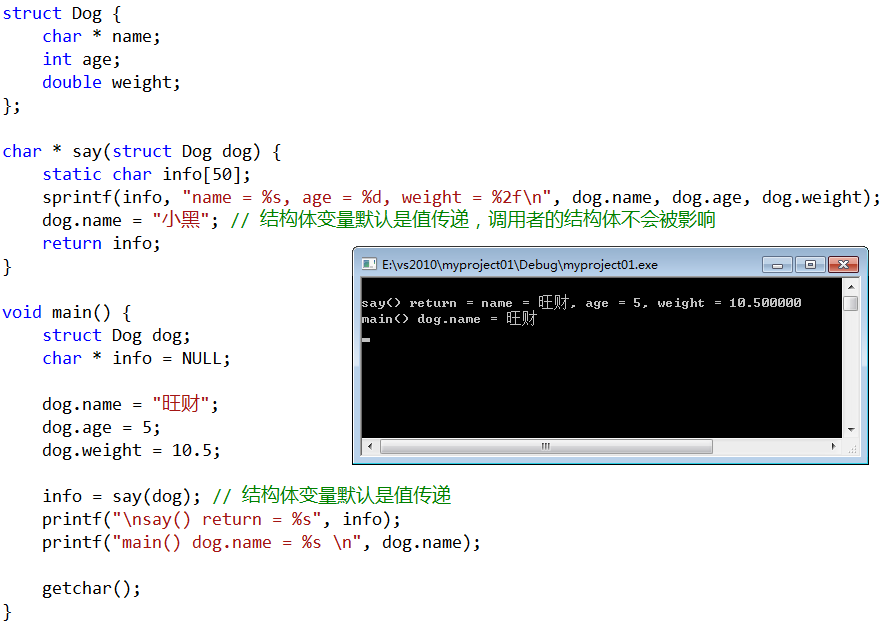 struct Dog {
    char * name;
    int age;
    double weight;
};

char * say(struct Dog dog) {
    static char info[50];
    sprintf(info, "name = %s, age = %d, weight = %2f\n", dog.name, dog.age, dog.weight);
    dog.name = "小黑"; // 结构体变量默认是值传递，调用者的结构体不会被影响
    return info;
}

void main() {
    struct Dog dog;
    char * info = NULL;

    dog.name = "旺财";
    dog.age = 5;
    dog.weight = 10.5;

    info = say(dog); // 结构体变量默认是值传递
    printf("\nsay() return = %s", info);
    printf("main() dog.name = %s \n", dog.name);

    getchar();
}
E:\vs2010\myproject01\Debug\myproject01.exe
say() return = name = 旺财, age = 5, weight = 10.500000
main() dog.name = 旺财